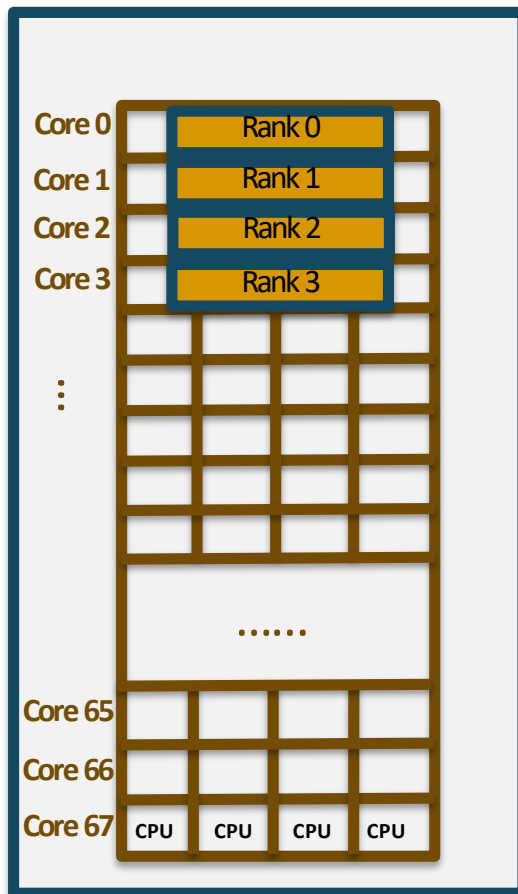 Core 0 Rank 0
Core 1 Rank 1
Core 2 Rank 2
Core 3 Rank 3
...
......
Core 65
Core 66
Core 67 CPU CPU CPU CPU